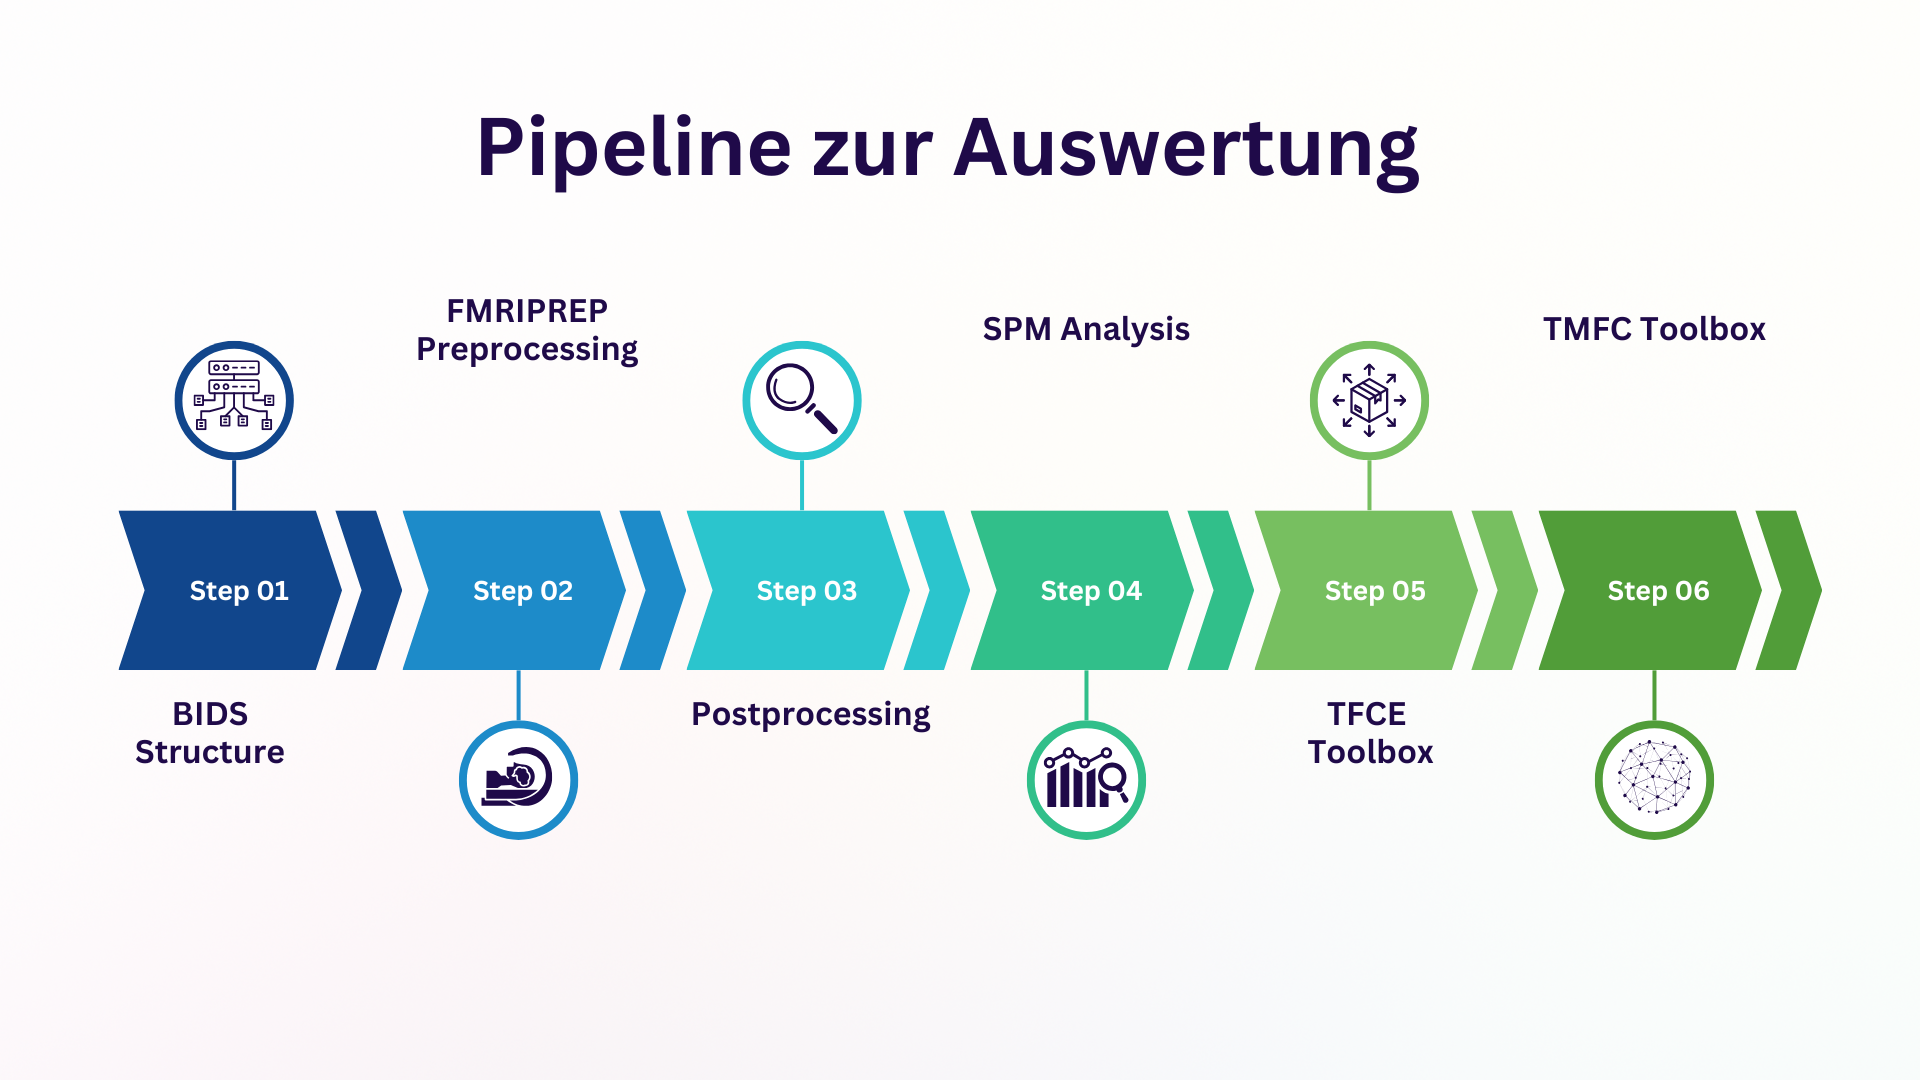 Pipeline zur Auswertung
FMRIPREP
Preprocessing
SPM Analysis
TMFC Toolbox
Step 01
Step 02
Step 03
Step 04
Step 05
Step 06
BIDS
Structure
Postprocessing
TFCE
Toolbox